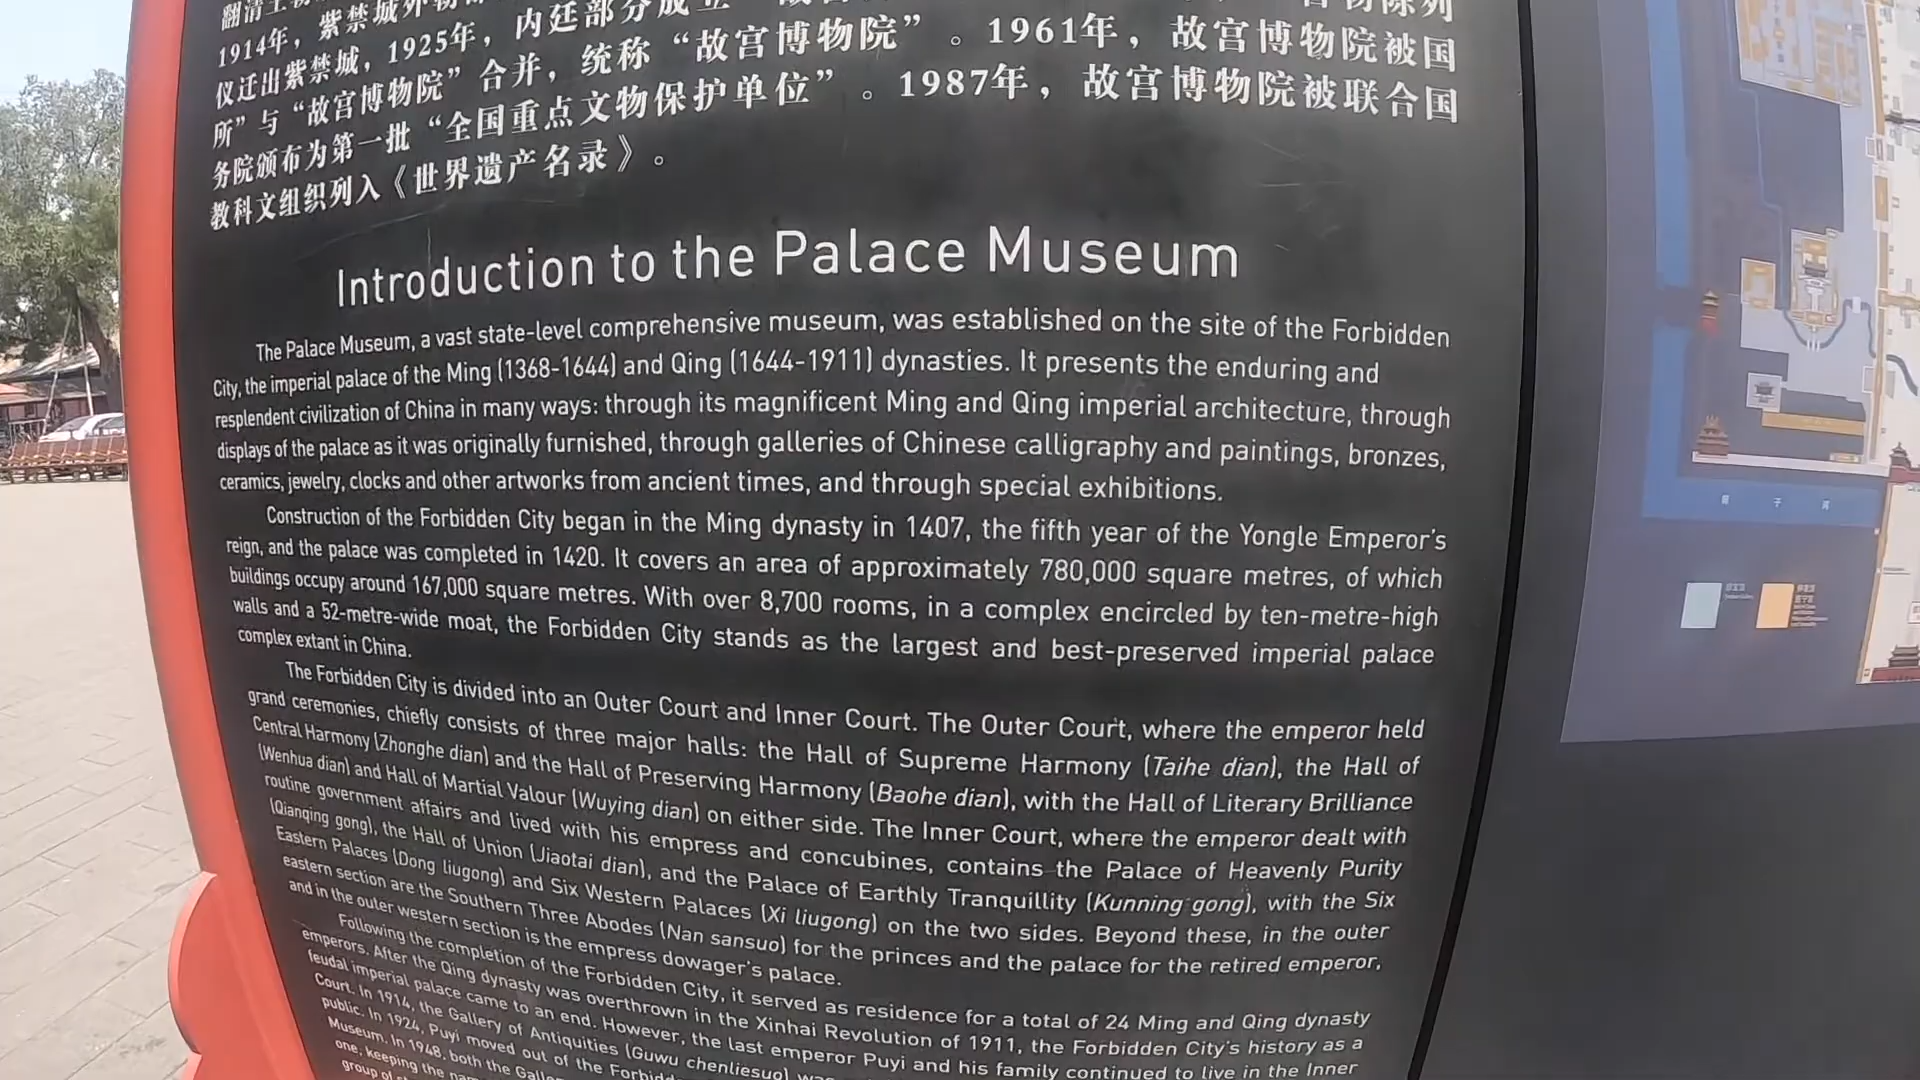 1914年，紫禁城外
仪迁出紫禁城，1925年，内廷部分成立
所”与“故宫博物院”合并，统称“故宫博物院”。1961年，故宫博物院被国
务院颁布为第一批“全国重点文物保护单位”。1987年，故宫博物院被联合国
教科文组织列入《世界遗产名录》。
Introduction to the Palace Museum
The Palace Museum, a vast state-level comprehensive museum, was established on the site of the Forbidden
City, the imperial palace of the Ming (1368-1644) and Qing (1644-1911) dynasties. It presents the enduring and
resplendent civilization of China in many ways: through its magnificent Ming and Qing imperial architecture, through
displays of the palace as it was originally furnished, through galleries of Chinese calligraphy and paintings, bronzes,
ceramics, jewelry, clocks and other artworks from ancient times, and through special exhibitions.
Construction of the Forbidden City began in the Ming dynasty in 1407, the fifth year of the Yongle Emperor's
reign, and the palace was completed in 1420. It covers an area of approximately 780,000 square metres, of which
buildings occupy around 167,000 square metres. With over 8,700 rooms, in a complex encircled by ten-metre-high
walls and a 52-metre-wide moat, the Forbidden City stands as the largest and best-preserved imperial palace
complex extant in China.
The Forbidden City is divided into an Outer Court and Inner Court. The Outer Court, where the emperor held
grand ceremonies, chiefly consists of three major halls: the Hall of Supreme Harmony (Taihe dian), the Hall of
Central Harmony (Zhonghe dian) and the Hall of Preserving Harmony (Baohe dian), with the Hall of Literary Brilliance
(Wenhua dian) and Hall of Martial Valour (Wuying dian) on either side. The Inner Court, where the emperor dealt with
routine government affairs and lived with his empress and concubines, contains the Palace of Heavenly Purity
(Qianqing gong), the Hall of Union (Jiaotai dian), and the Palace of Earthly Tranquillity (Kunning gong), with the Six
Eastern Palaces (Dong liugong) and Six Western Palaces (Xi liugong) on the two sides. Beyond these, in the outer
eastern section are the Southern Three Abodes (Nan sansuo) for the princes and the palace for the retired emperor,
and in the outer western section is the empress dowager's palace.
Following the completion of the Forbidden City, it served as residence for a total of 24 Ming and Qing dynasty
emperors. After the Qing dynasty was overthrown in the Xinhai Revolution of 1911, the Forbidden City's history as a
feudal imperial palace came to an end. However, the last emperor Puyi and his family continued to live in the Inner
Court. In 1914, the Gallery of Antiquities (Guwu chenliesuo)
public. In 1924, Puyi moved out of the
Museum. In 1948, both the
one, keeping the
group of